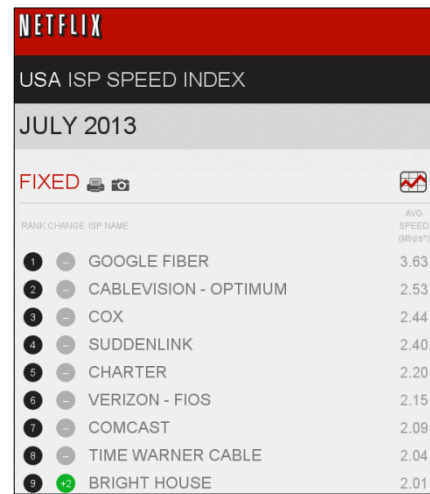 NETFLIX
USA ISP SPEED INDEX
JULY 2013
FIXED
AVG
SPEED
(Mbps*)
RANK CHANGE ISP NAME
1 – GOOGLE FIBER 3.63
2 – CABLEVISION - OPTIMUM 2.53
3 – COX 2.44
4 – SUDDENLINK 2.40
5 – CHARTER 2.20
6 – VERIZON - FIOS 2.15
7 – COMCAST 2.09
8 – TIME WARNER CABLE 2.04
9 +2 BRIGHT HOUSE 2.01